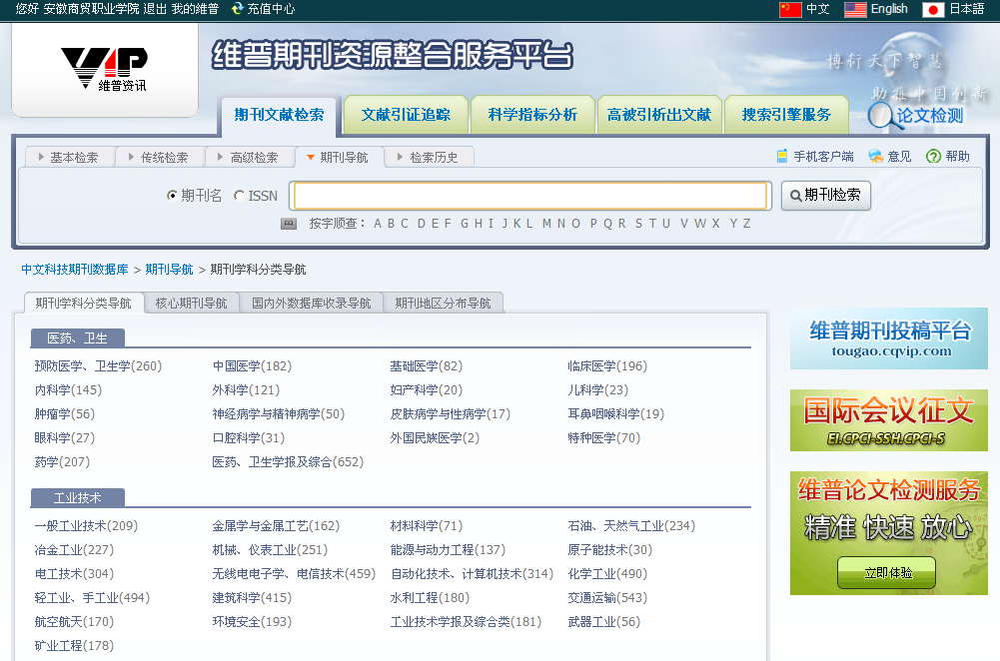 您好 安徽商贸职业学院 退出 我的维普 充值中心 中文 English 日本語
VIP
维普资讯
维普期刊资源整合服务平台
博衍天下智慧
助推中国创新
期刊文献检索 文献引证追踪 科学指标分析 高被引析出文献 搜索引擎服务 论文检测
基本检索 传统检索 高级检索 期刊导航 检索历史 手机客户端 意见 帮助
期刊名 ISSN 期刊检索
按字顺查： A B C D E F G H I J K L M N O P Q R S T U V W X Y Z
中文科技期刊数据库 > 期刊导航 > 期刊学科分类导航
期刊学科分类导航 核心期刊导航 国内外数据库收录导航 期刊地区分布导航
医药、卫生
预防医学、卫生学(260) 中国医学(182) 基础医学(82) 临床医学(196)
内科学(145) 外科学(121) 妇产科学(20) 儿科学(23)
肿瘤学(56) 神经病学与精神病学(50) 皮肤病学与性病学(17) 耳鼻咽喉科学(19)
眼科学(27) 口腔科学(31) 外国民族医学(2) 特种医学(70)
药学(207) 医药、卫生学报及综合(652)
工业技术
一般工业技术(209) 金属学与金属工艺(162) 材料科学(71) 石油、天然气工业(234)
冶金工业(227) 机械、仪表工业(251) 能源与动力工程(137) 原子能技术(30)
电工技术(304) 无线电电子学、电信技术(459) 自动化技术、计算机技术(314) 化学工业(490)
轻工业、手工业(494) 建筑科学(415) 水利工程(180) 交通运输(543)
航空航天(170) 环境安全(193) 工业技术学报及综合类(181) 武器工业(56)
矿业工程(178)
维普期刊投稿平台
tougao.cqvip.com
国际会议征文
EI.CPCI-SSH.CPCI-S
维普论文检测服务
精准 快速 放心
立即体验